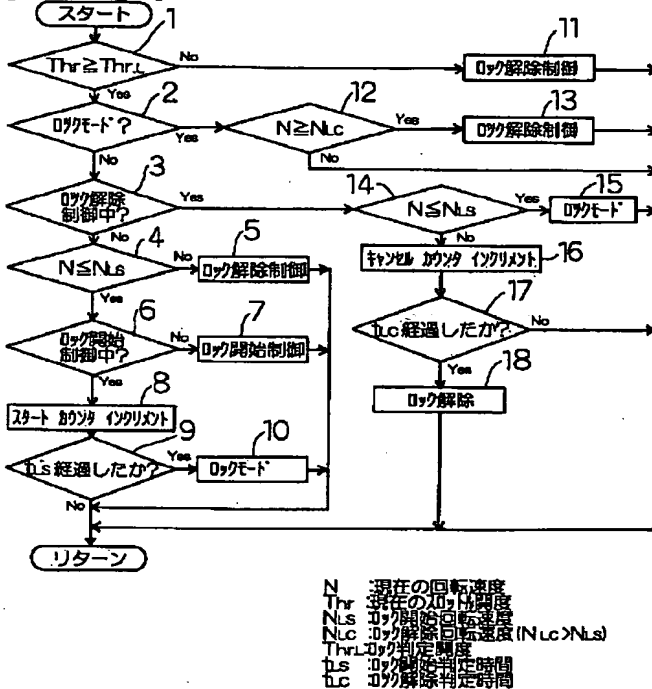 スタート
1
Thr≧ThrL
No
11
ロック解除制御
Yes
2
ロックモード?
Yes
12
N≧NLC
Yes
13
ロック解除制御
No
No
3
ロック解除
制御中?
Yes
14
N≦NLS
Yes
15
ロックモード
No
4
N≦NLS
No
5
ロック解除制御
No
キャンセル カウンタ インクリメント
16
Yes
6
ロック開始
制御中?
No
7
ロック開始制御
17
tLC経過したか?
No
Yes
8
スタート カウンタ インクリメント
Yes
18
ロック解除
9
tLS経過したか?
Yes
10
ロックモード
No
リターン
N :現在の回転速度
Thr :現在のスロットル開度
NLS :ロック開始回転速度
NLC :ロック解除回転速度(NLC>NLS)
ThrL:ロック判定開度
tLS :ロック開始判定時間
tLC :ロック解除判定時間